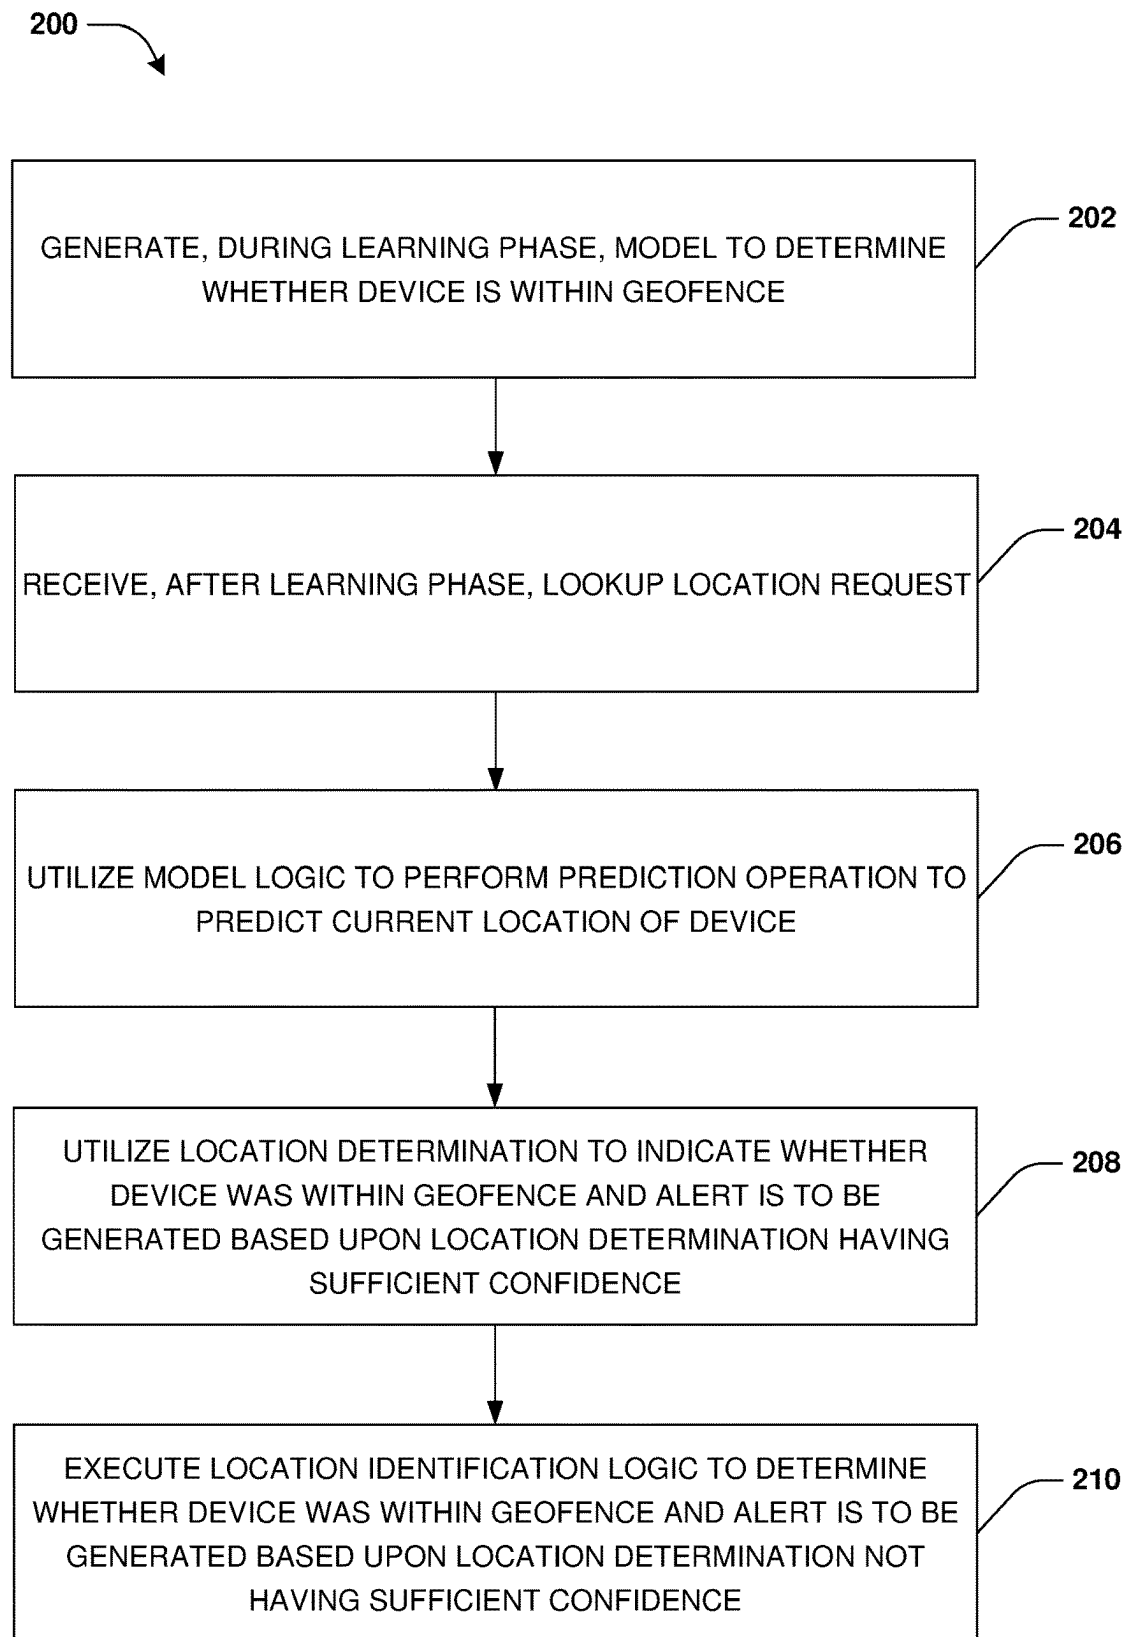 200
GENERATE, DURING LEARNING PHASE, MODEL TO DETERMINE
WHETHER DEVICE IS WITHIN GEOFENCE
202
RECEIVE, AFTER LEARNING PHASE, LOOKUP LOCATION REQUEST
204
UTILIZE MODEL LOGIC TO PERFORM PREDICTION OPERATION TO
PREDICT CURRENT LOCATION OF DEVICE
206
UTILIZE LOCATION DETERMINATION TO INDICATE WHETHER
DEVICE WAS WITHIN GEOFENCE AND ALERT IS TO BE
GENERATED BASED UPON LOCATION DETERMINATION HAVING
SUFFICIENT CONFIDENCE
208
EXECUTE LOCATION IDENTIFICATION LOGIC TO DETERMINE
WHETHER DEVICE WAS WITHIN GEOFENCE AND ALERT IS TO BE
GENERATED BASED UPON LOCATION DETERMINATION NOT
HAVING SUFFICIENT CONFIDENCE
210